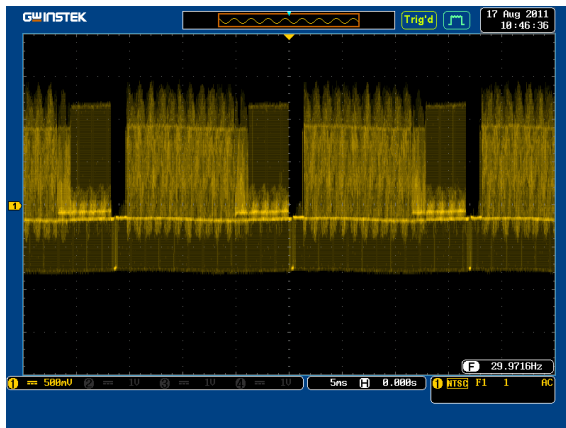 GWINSTEK
Trig'd
17 Aug 2011
10:46:36
1
F 29.9716Hz
1 500mV 2 1V 3 1V 4 1V
5ms H 0.000s
1 NTSC F1 1 AC